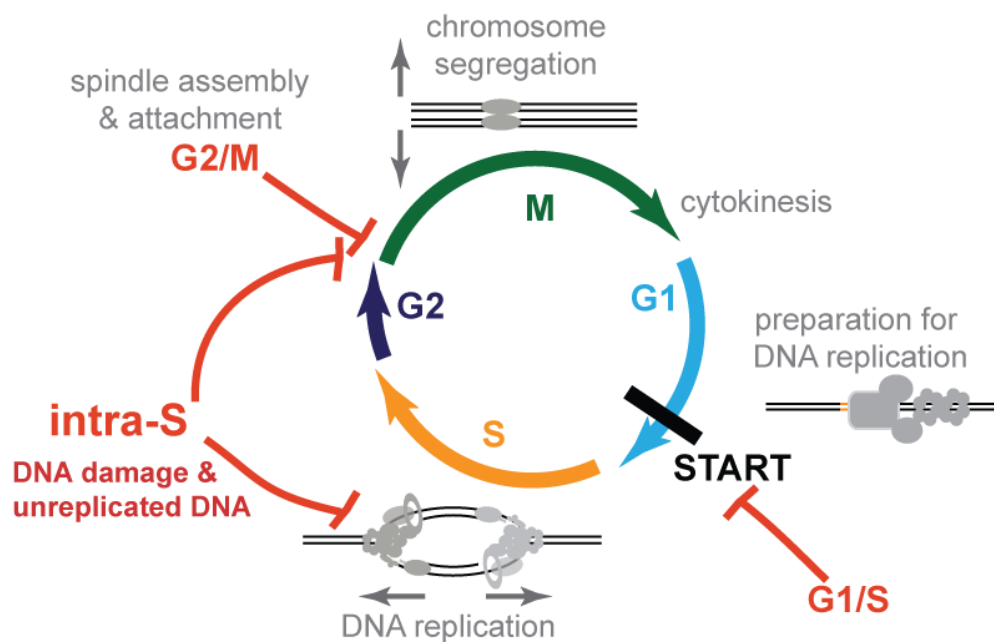 chromosome
segregation
spindle assembly
& attachment
G2/M
M
cytokinesis
G2
G1
preparation for
DNA replication
intra-S
S
START
DNA damage &
unreplicated DNA
G1/S
DNA replication